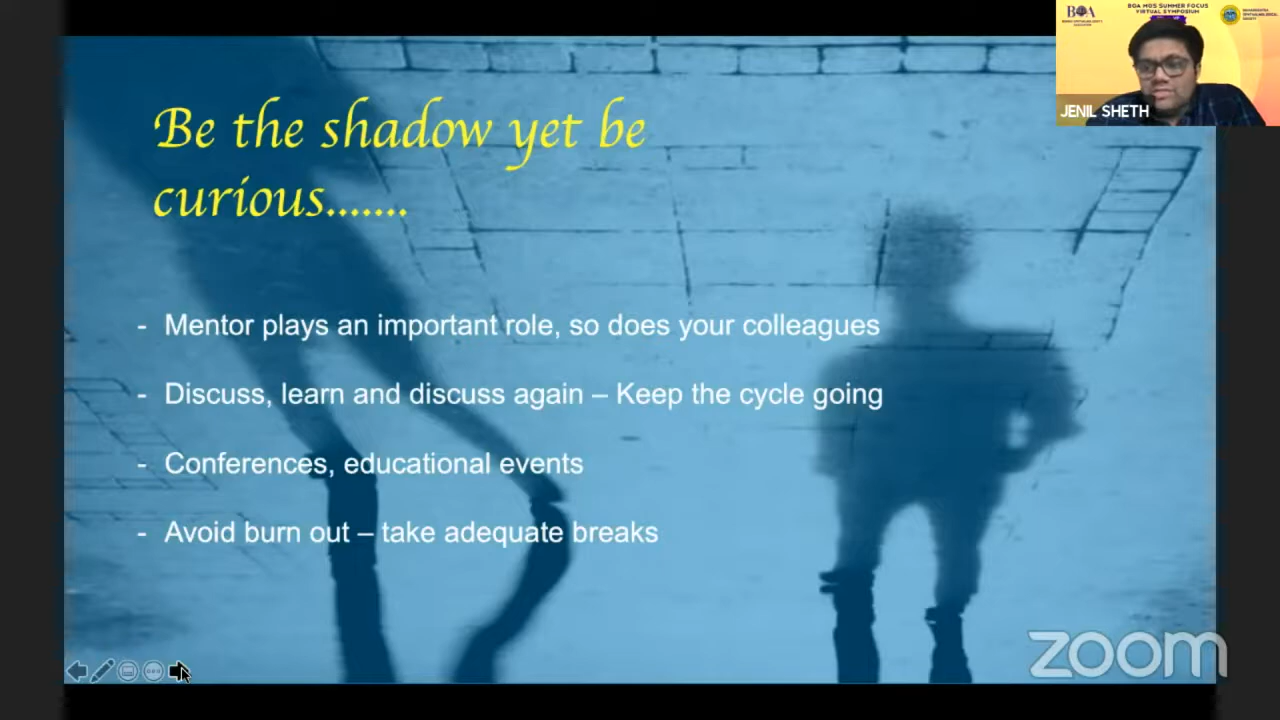 BOA
BOA MOS SUMMER FOCUS
VIRTUAL SYMPOSIUM
JENIL SHETH
Be the shadow yet be
curious.......
- Mentor plays an important role, so does your colleagues
- Discuss, learn and discuss again – Keep the cycle going
- Conferences, educational events
- Avoid burn out – take adequate breaks
zoom